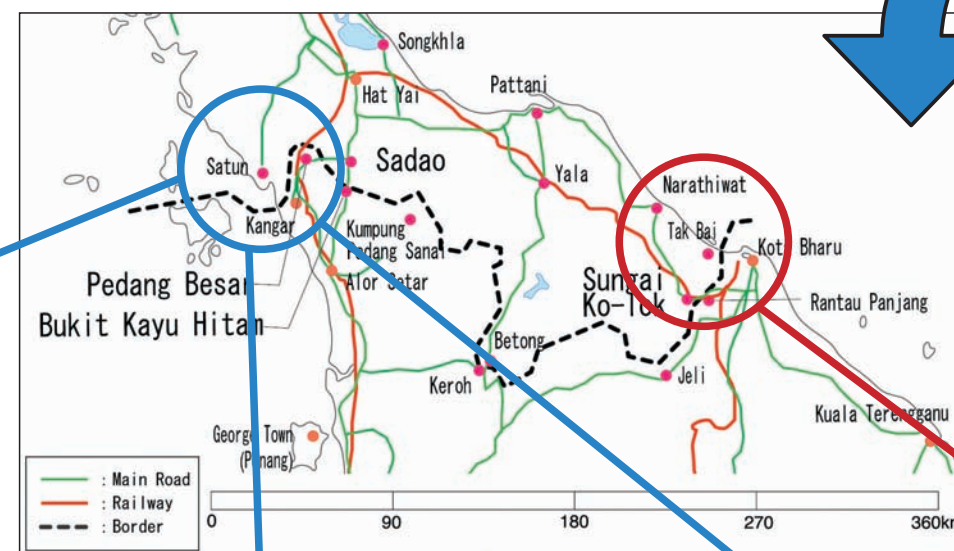 Songkhla
Hat Yai
Pattani
Satun
Sadao
Yala
Narathiwat
Kangar
Kumpung
Padang Sanai
Tak Bai
Kota Bharu
Pedang Besar
Alor Setar
Sungai
Ko-lok
Rantau Panjang
Bukit Kayu Hitam
Betong
Keroh
Jeli
Kuala Terengganu
George Town
(Penang)
: Main Road
: Railway
: Border
0 90 180 270 360km